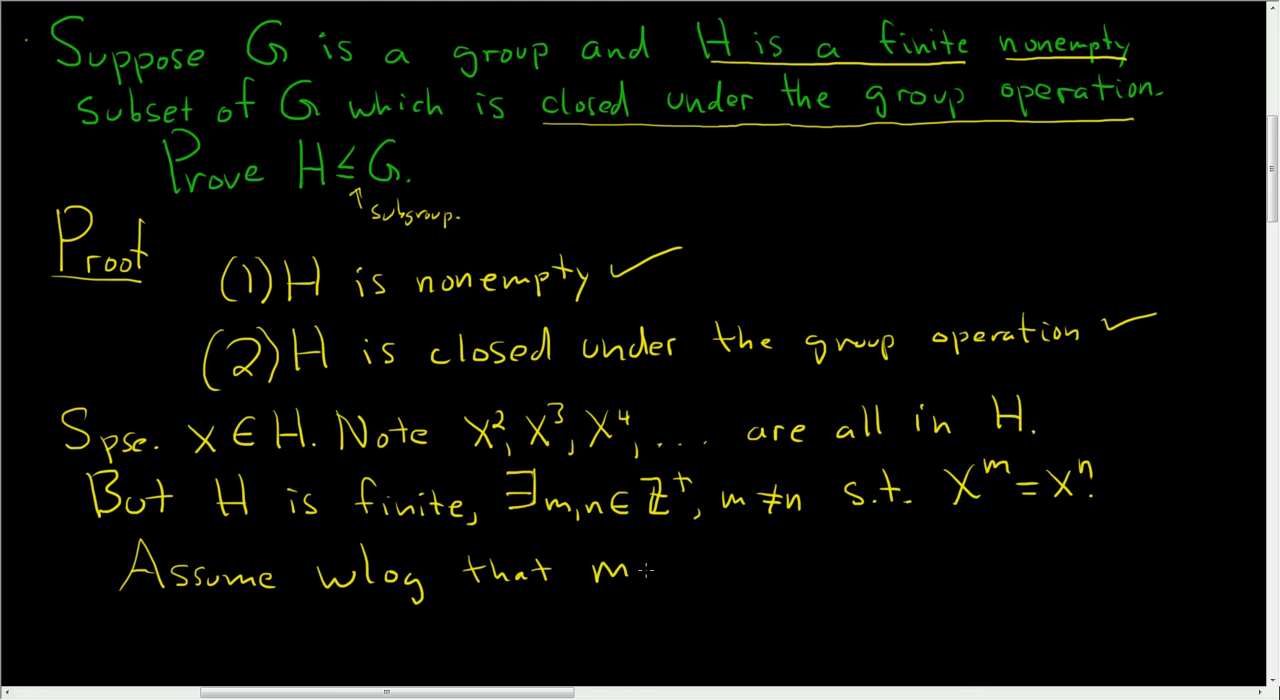 Suppose G is a group and H is a finite nonempty
subset of G which is closed under the group operation.
Prove H ≤ G.
↑ subgroup.
Proof
(1) H is nonempty ✓
(2) H is closed under the group operation ✓
Spse. x ∈ H. Note x², x³, x⁴, ... are all in H.
But H is finite, ∃ m,n ∈ ℤ⁺, m ≠ n s.t. x^m = x^n!
Assume wlog that m